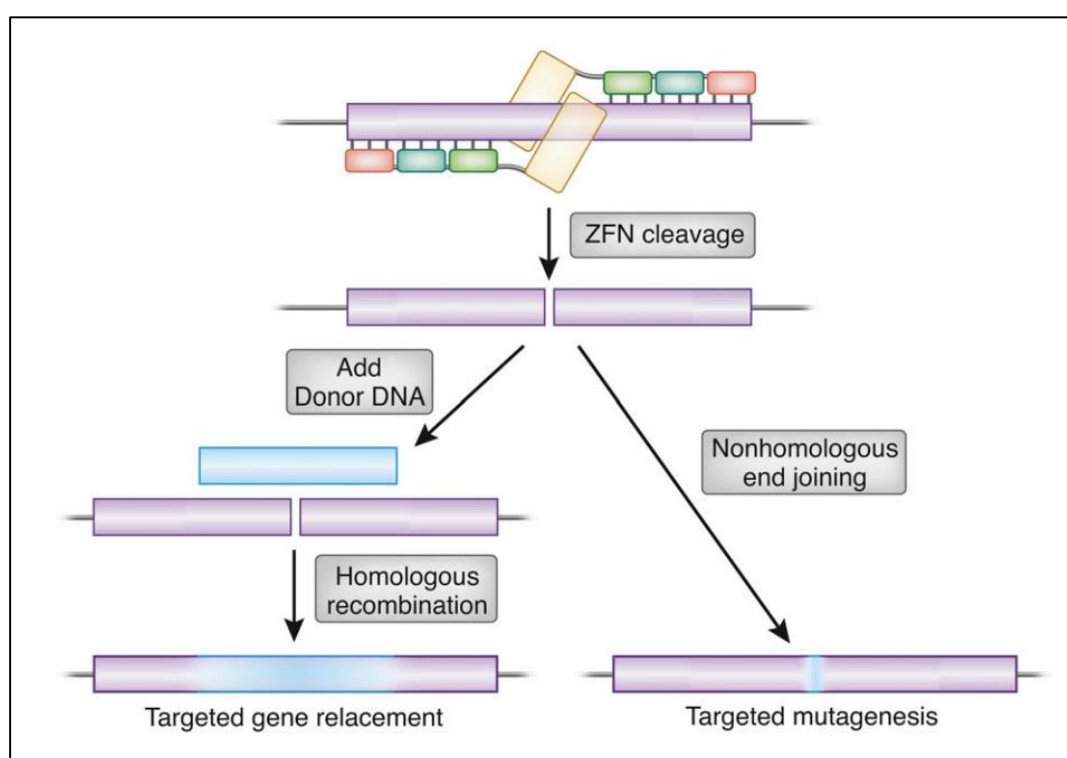 ZFN cleavage
Add
Donor DNA
Nonhomologous
end joining
Homologous
recombination
Targeted gene relacement
Targeted mutagenesis